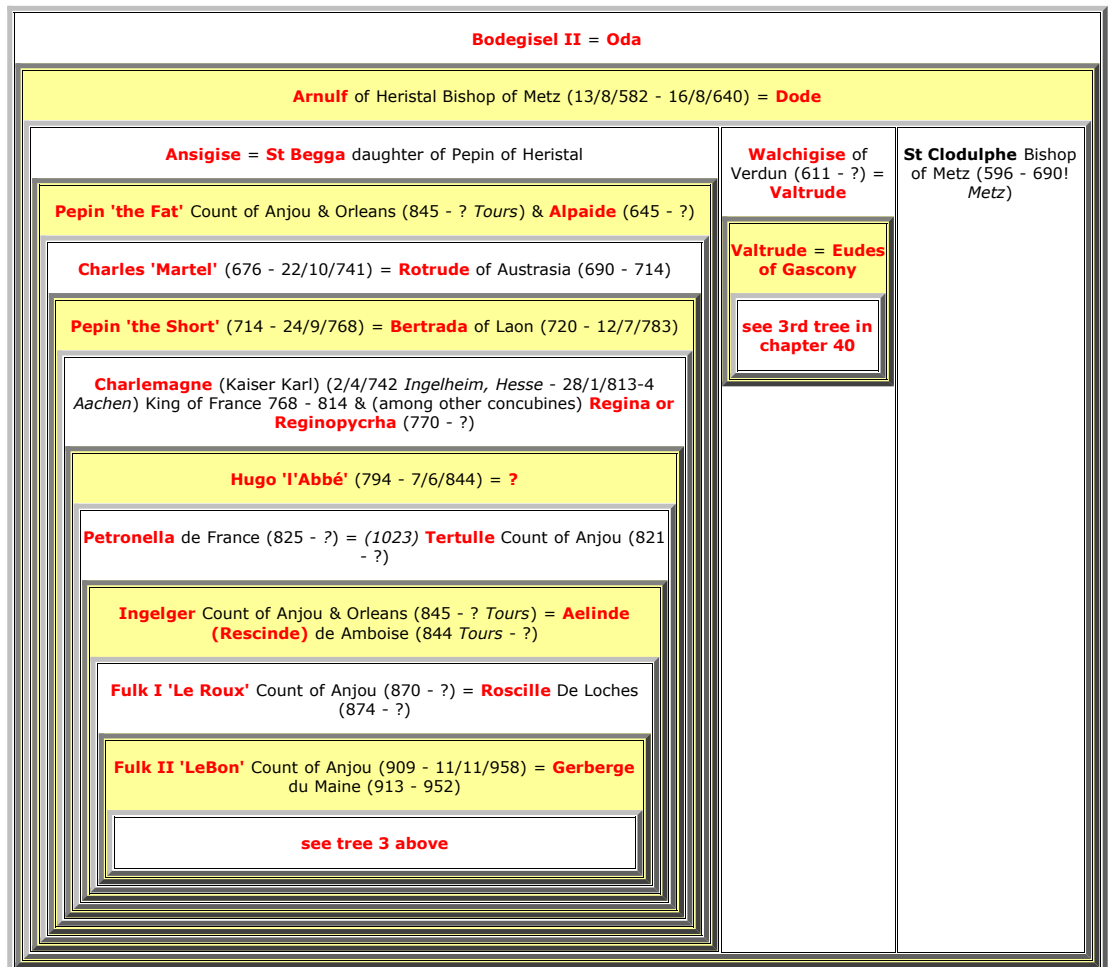 Bodegisel II = Oda
Arnulf of Heristal Bishop of Metz (13/8/582 - 16/8/640) = Dode
Ansigise = St Begga daughter of Pepin of Heristal
Pepin 'the Fat' Count of Anjou & Orleans (845 - ? Tours) & Alpaide (645 - ?)
Charles 'Martel' (676 - 22/10/741) = Rotrude of Austrasia (690 - 714)
Pepin 'the Short' (714 - 24/9/768) = Bertrada of Laon (720 - 12/7/783)
Charlemagne (Kaiser Karl) (2/4/742 Ingelheim, Hesse - 28/1/813-4
Aachen) King of France 768 - 814 & (among other concubines) Regina or
Reginopycrha (770 - ?)
Hugo 'l'Abbé' (794 - 7/6/844) = ?
Petronella de France (825 - ?) = (1023) Tertulle Count of Anjou (821
- ?)
Ingelger Count of Anjou & Orleans (845 - ? Tours) = Aelinde
(Rescinde) de Amboise (844 Tours - ?)
Fulk I 'Le Roux' Count of Anjou (870 - ?) = Roscille De Loches
(874 - ?)
Fulk II 'LeBon' Count of Anjou (909 - 11/11/958) = Gerberge
du Maine (913 - 952)
see tree 3 above
Walchigise of
Verdun (611 - ?) =
Valtrude
Valtrude = Eudes
of Gascony
see 3rd tree in
chapter 40
St Clodulphe Bishop
of Metz (596 - 690!
Metz)